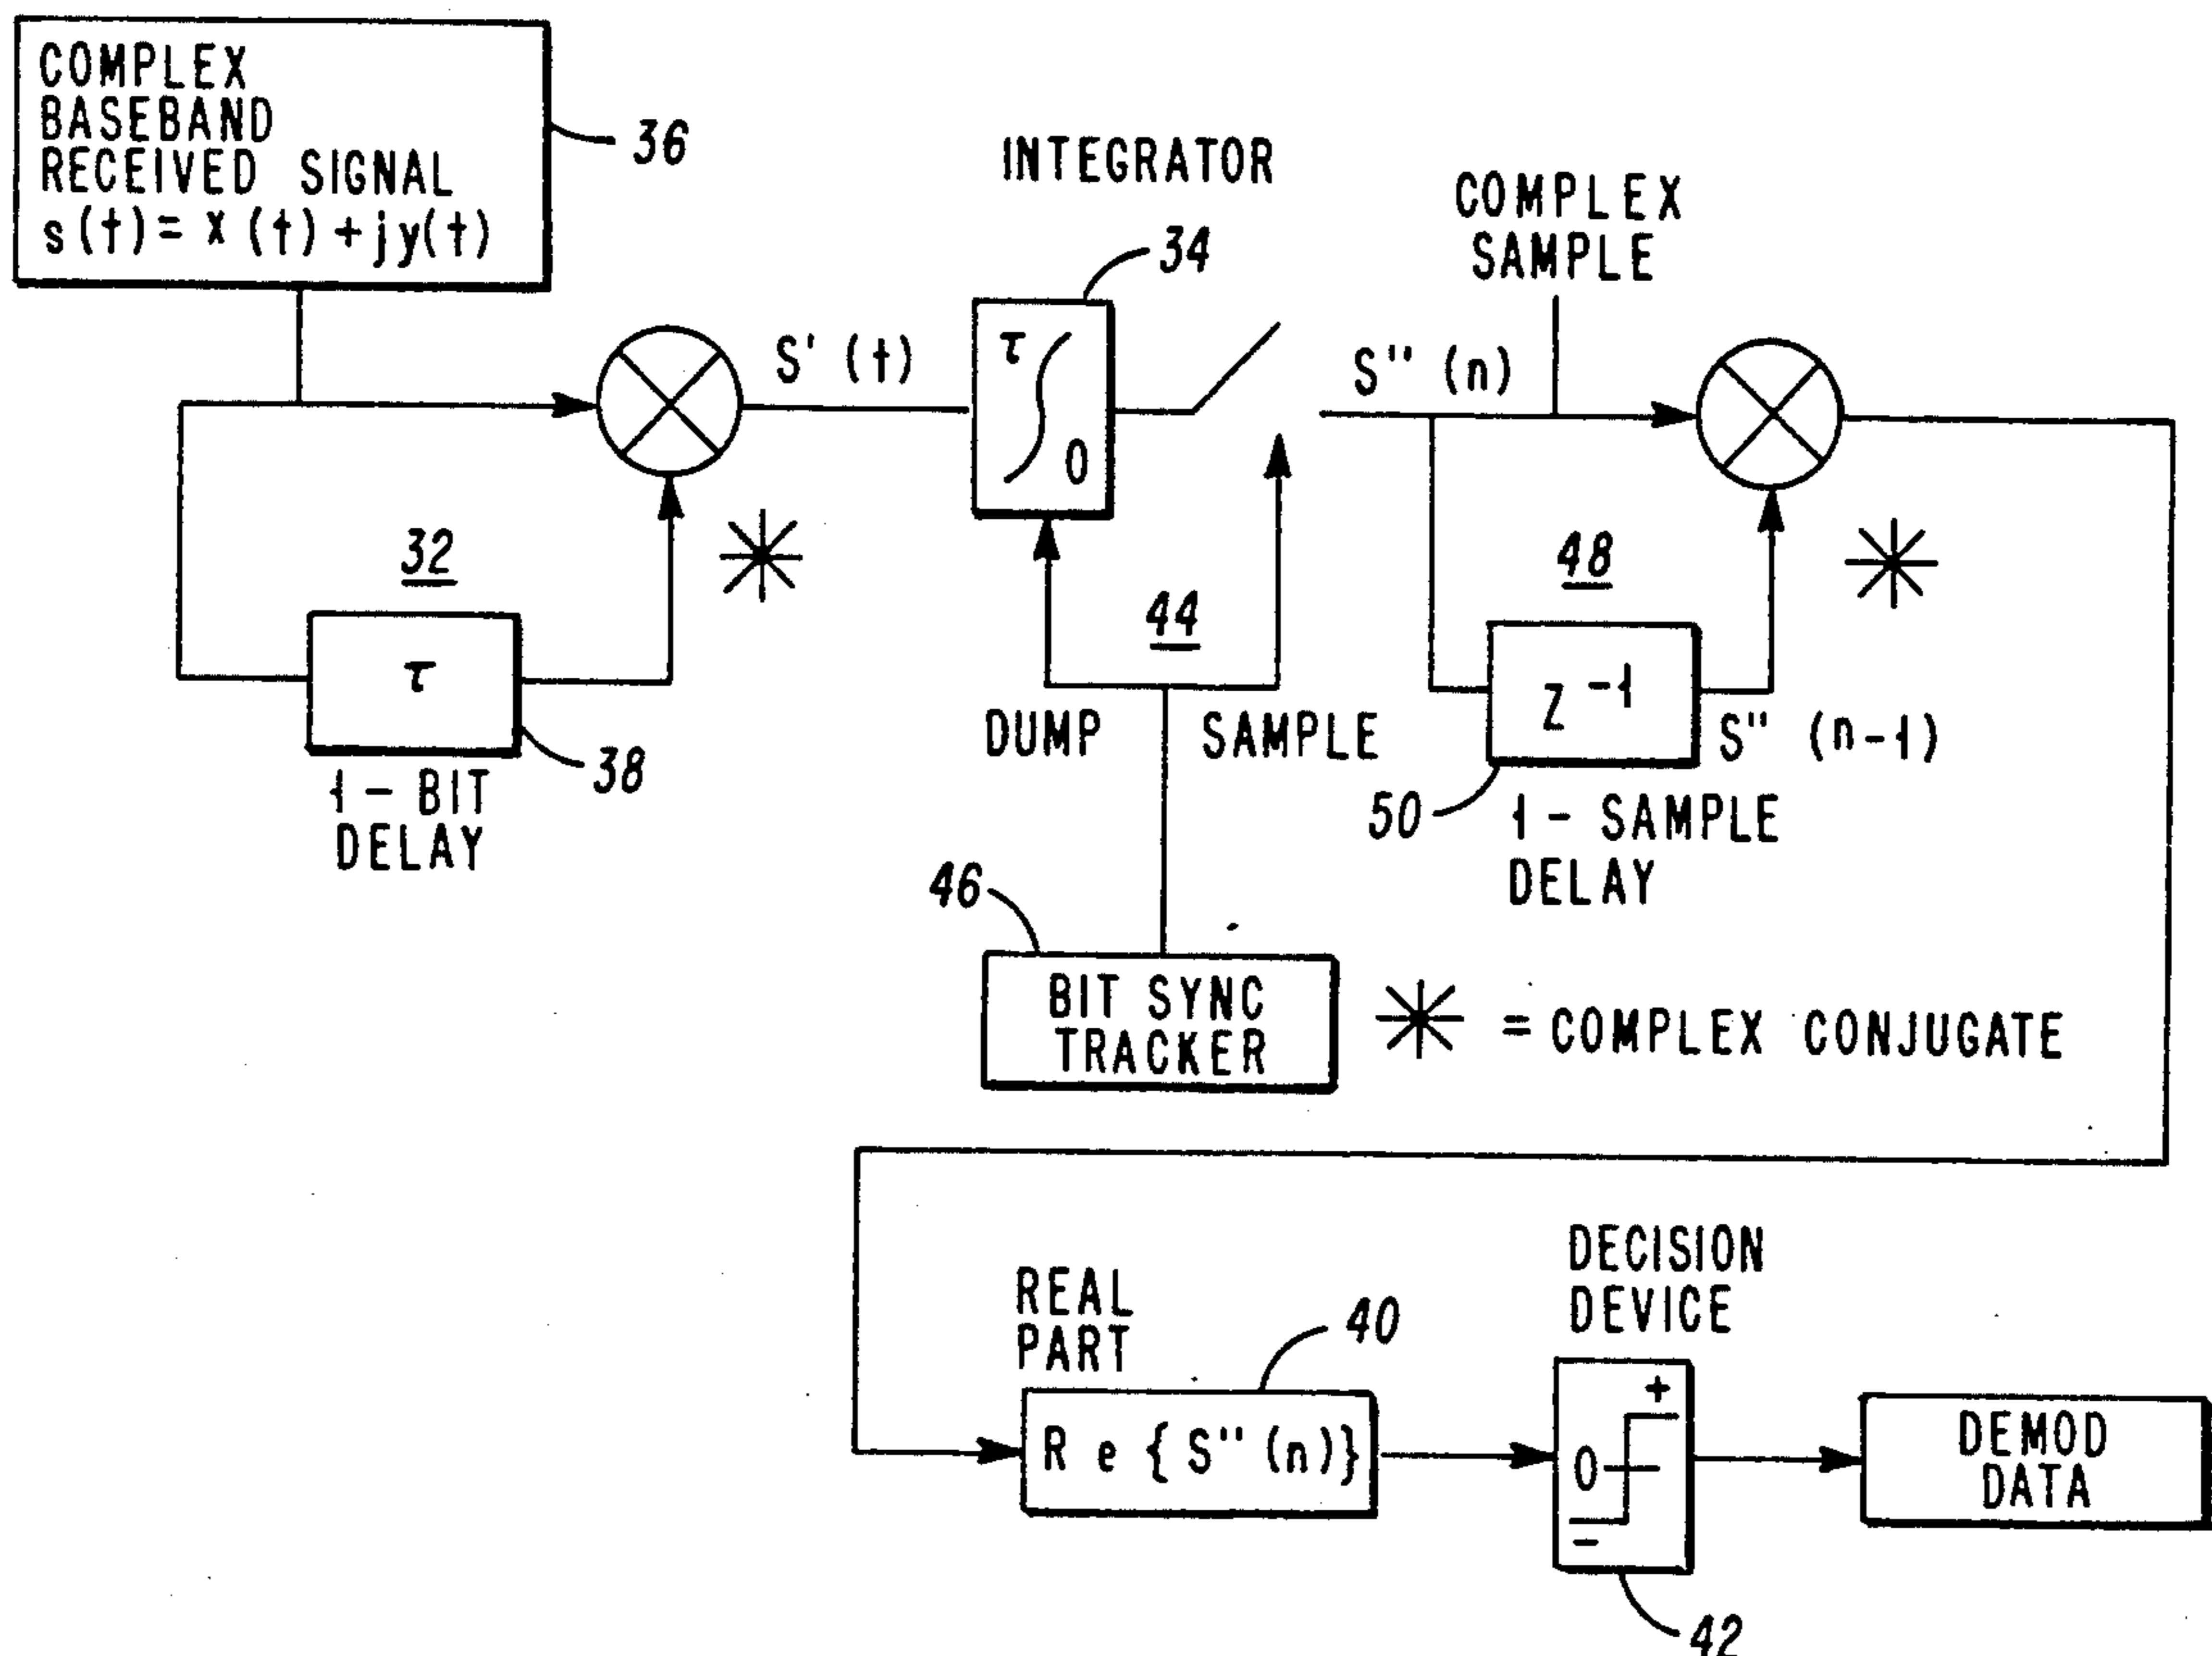 COMPLEX
BASEBAND
RECEIVED SIGNAL
s(t) = x(t) + jy(t)
36
INTEGRATOR
34
τ
0
COMPLEX
SAMPLE
S' (t)
S'' (n)
32
τ
38
1 - BIT
DELAY
44
DUMP
SAMPLE
48
Z -1
S'' (n-1)
50
1 - SAMPLE
DELAY
46
BIT SYNC
TRACKER
= COMPLEX CONJUGATE
REAL
PART
40
R e { S'' (n)}
DECISION
DEVICE
+
0
-
42
DEMOD
DATA